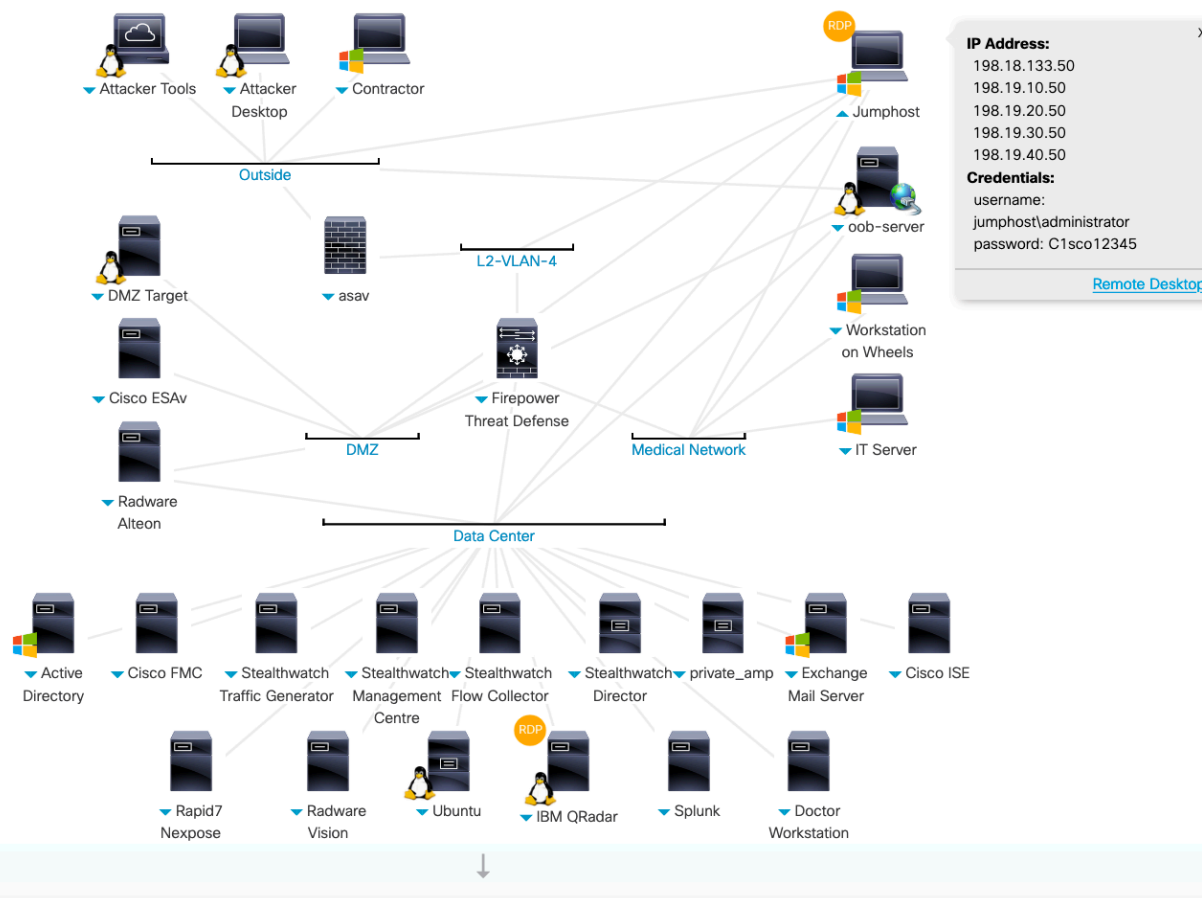 RDP
Attacker Tools
Attacker
Desktop
Contractor
Jumphost
IP Address:
198.18.133.50
198.19.10.50
198.19.20.50
198.19.30.50
198.19.40.50
Credentials:
username:
jumphost\administrator
password: C1sco12345
Remote Desktop
Outside
oob-server
L2-VLAN-4
DMZ Target
asav
Workstation
on Wheels
Cisco ESAv
Firepower
Threat Defense
DMZ
Medical Network
IT Server
Radware
Alteon
Data Center
Active
Directory
Cisco FMC
Stealthwatch
Traffic Generator
Stealthwatch
Management
Centre
Stealthwatch
Flow Collector
Stealthwatch
Director
private_amp
Exchange
Mail Server
Cisco ISE
RDP
Rapid7
Nexpose
Radware
Vision
Ubuntu
IBM QRadar
Splunk
Doctor
Workstation